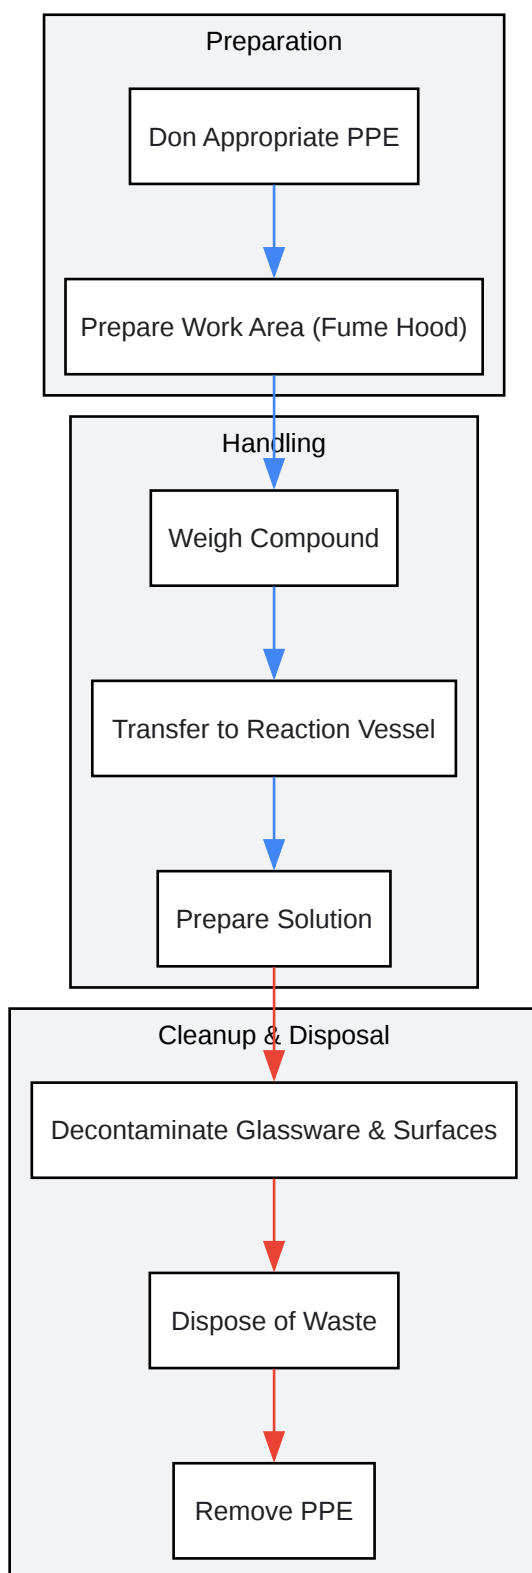 Preparation
Don Appropriate PPE
Prepare Work Area (Fume Hood)
Handling
Weigh Compound
Transfer to Reaction Vessel
Prepare Solution
Cleanup & Disposal
Decontaminate Glassware & Surfaces
Dispose of Waste
Remove PPE